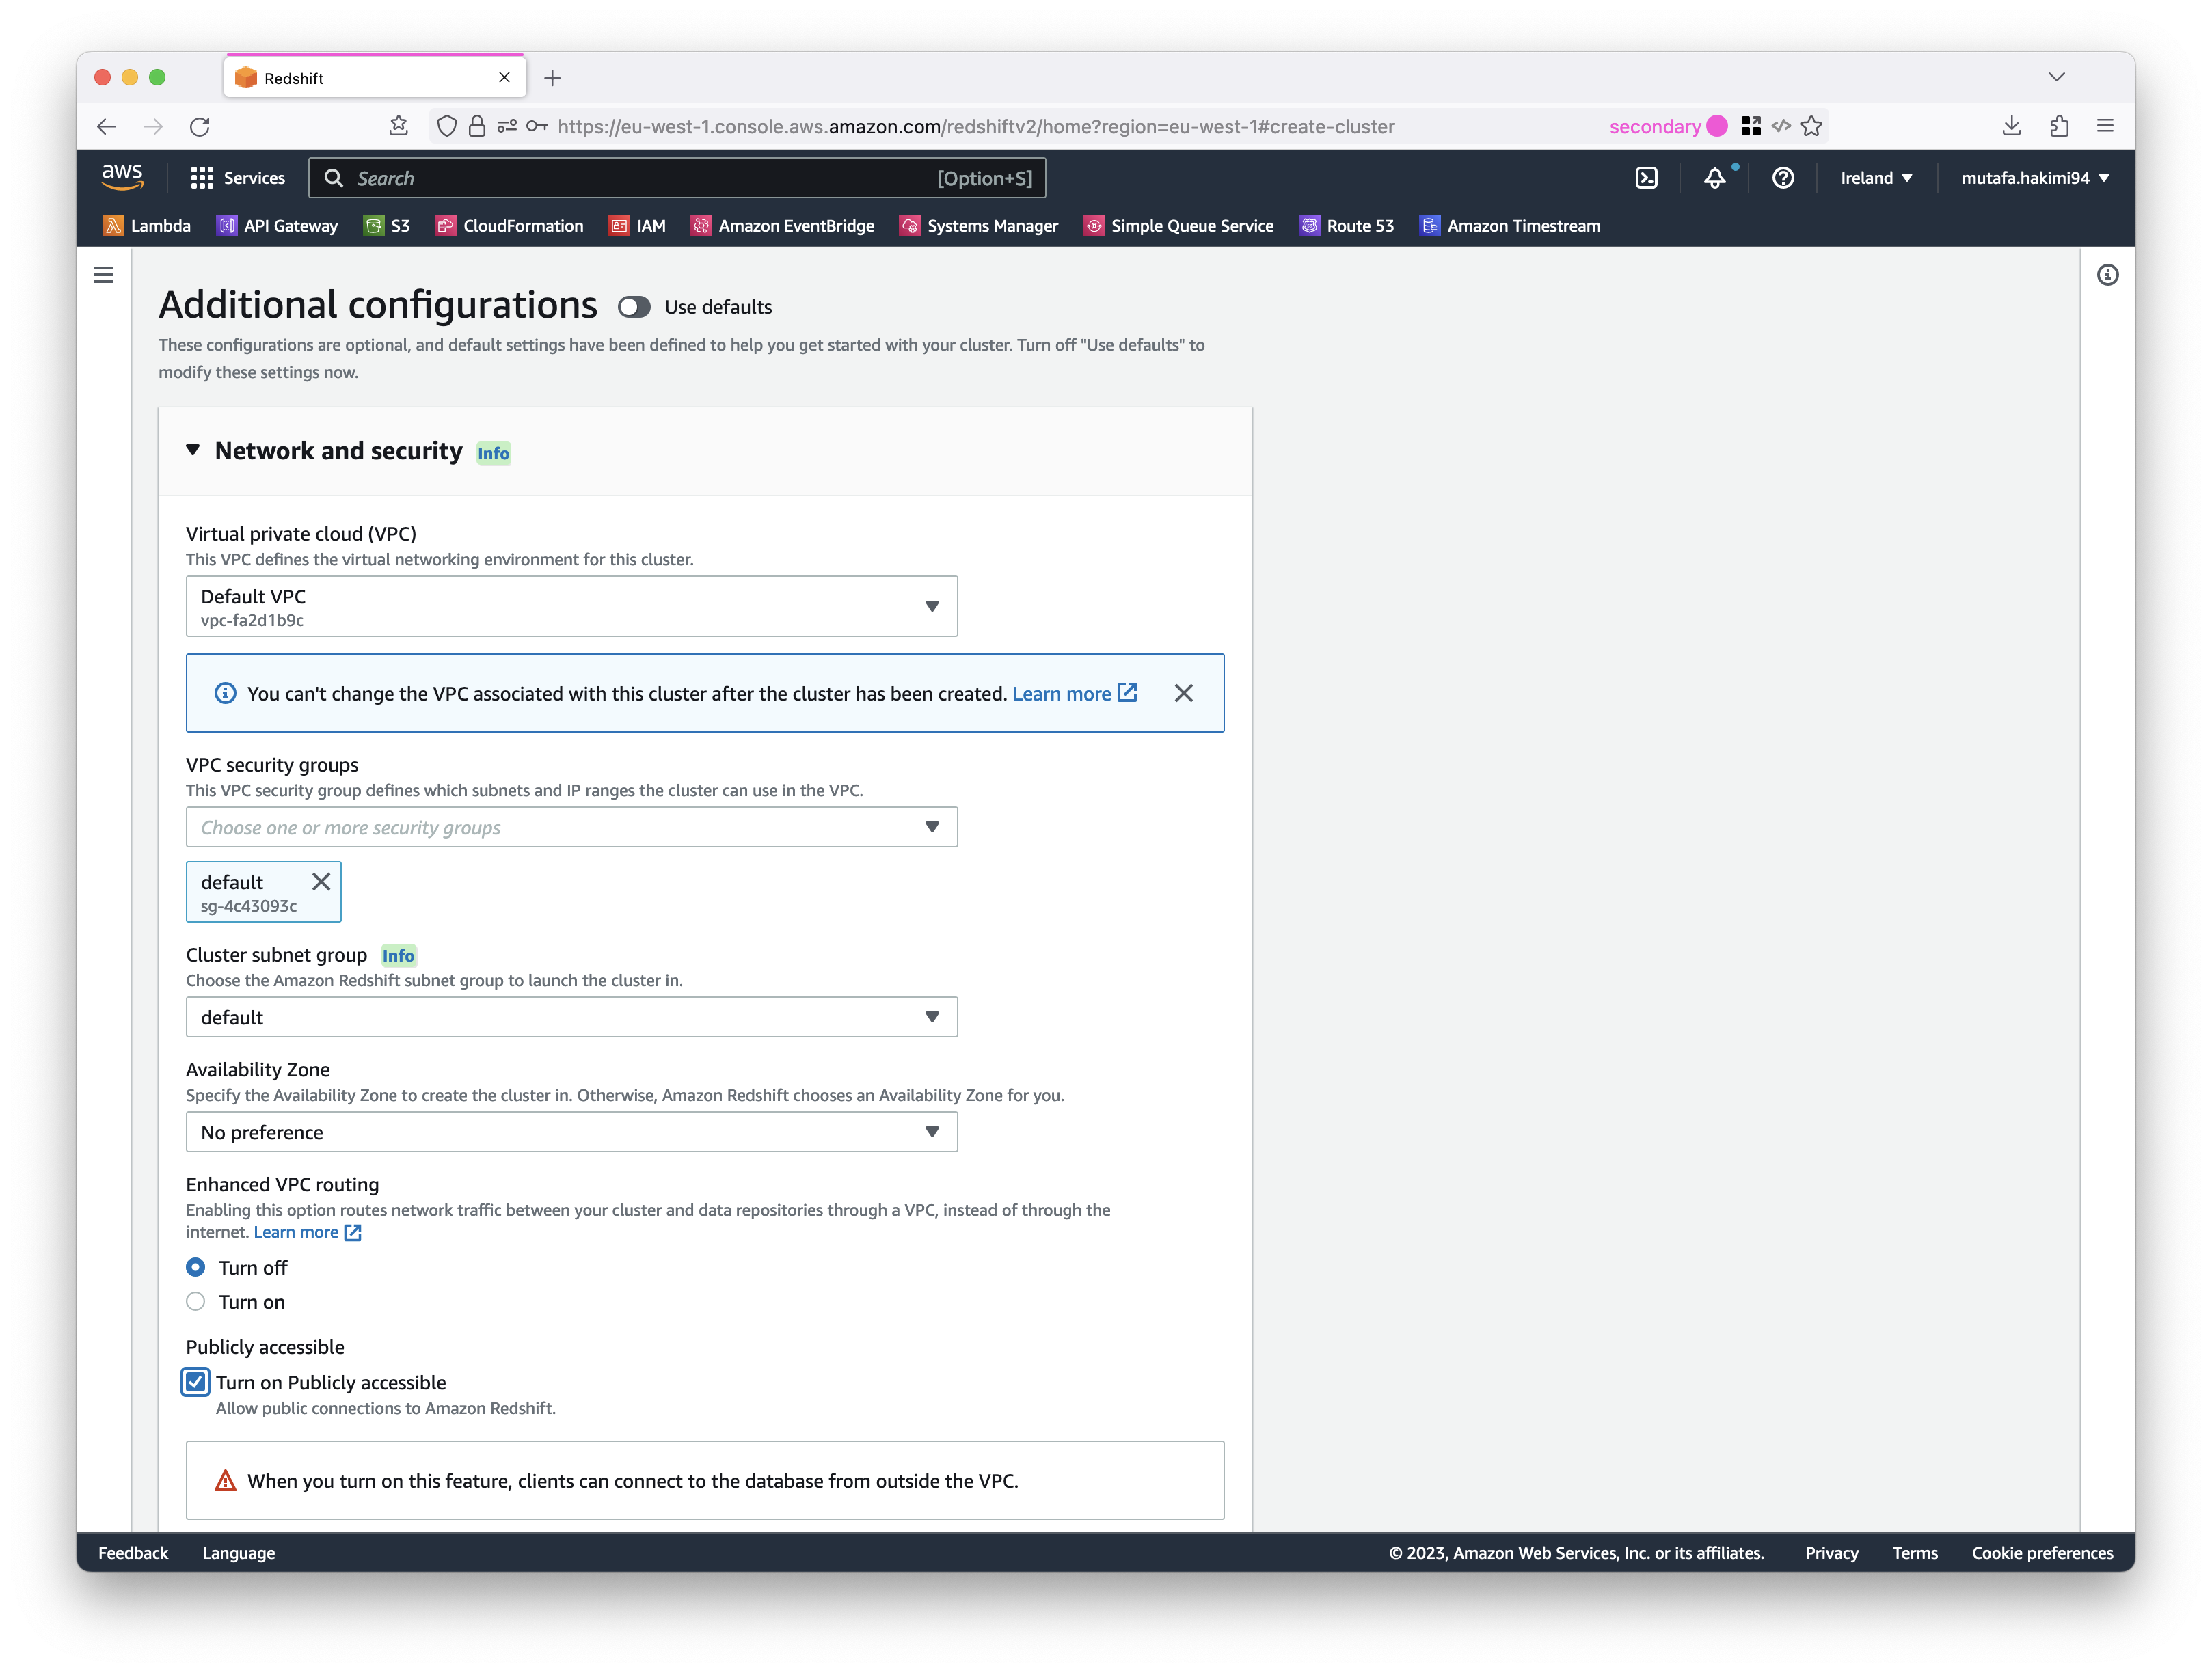 Redshift
https://eu-west-1.console.aws.amazon.com/redshiftv2/home?region=eu-west-1#create-cluster
secondary
aws
Services
Search
[Option+S]
Ireland
mutafa.hakimi94
Lambda
API Gateway
S3
CloudFormation
IAM
Amazon EventBridge
Systems Manager
Simple Queue Service
Route 53
Amazon Timestream
Additional configurations
Use defaults
These configurations are optional, and default settings have been defined to help you get started with your cluster. Turn off "Use defaults" to
modify these settings now.
Network and security
Info
Virtual private cloud (VPC)
This VPC defines the virtual networking environment for this cluster.
Default VPC
vpc-fa2d1b9c
You can't change the VPC associated with this cluster after the cluster has been created. Learn more
VPC security groups
This VPC security group defines which subnets and IP ranges the cluster can use in the VPC.
Choose one or more security groups
default
sg-4c43093c
Cluster subnet group
Info
Choose the Amazon Redshift subnet group to launch the cluster in.
default
Availability Zone
Specify the Availability Zone to create the cluster in. Otherwise, Amazon Redshift chooses an Availability Zone for you.
No preference
Enhanced VPC routing
Enabling this option routes network traffic between your cluster and data repositories through a VPC, instead of through the
internet. Learn more
Turn off
Turn on
Publicly accessible
Turn on Publicly accessible
Allow public connections to Amazon Redshift.
When you turn on this feature, clients can connect to the database from outside the VPC.
Feedback
Language
© 2023, Amazon Web Services, Inc. or its affiliates.
Privacy
Terms
Cookie preferences